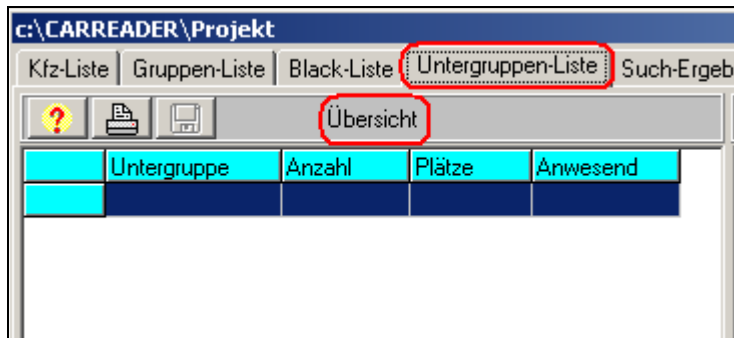 c:\CARREADER\Projekt
Kfz-Liste Gruppen-Liste Black-Liste Untergruppen-Liste Such-Ergeb
? Übersicht
Untergruppe Anzahl Plätze Anwesend